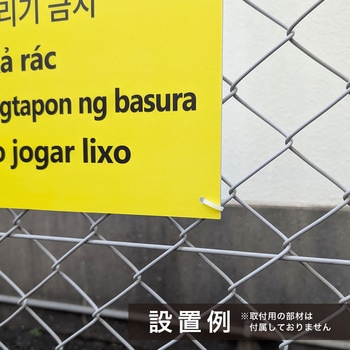 리기 금지
ả rác
gtapon ng basura
o jogar lixo
設置例
※取付用の部材は
付属しておりません